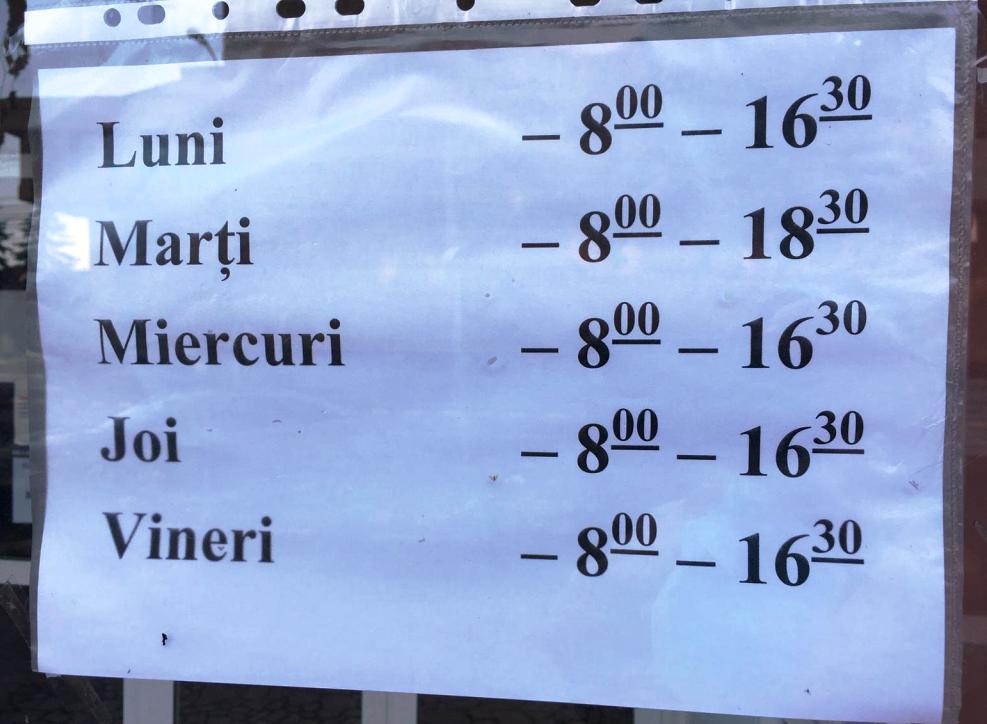 Luni – 8⁰⁰ – 16³⁰
Marți – 8⁰⁰ – 18³⁰
Miercuri – 8⁰⁰ – 16³⁰
Joi – 8⁰⁰ – 16³⁰
Vineri – 8⁰⁰ – 16³⁰